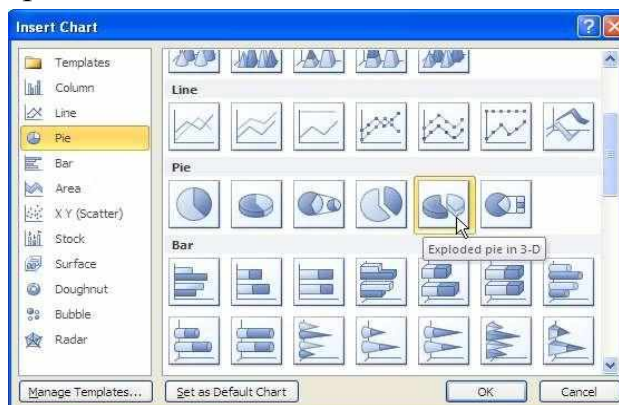 Insert Chart
Templates
Column
Line
Pie
Bar
Area
X Y (Scatter)
Stock
Surface
Doughnut
Bubble
Radar
Line
Pie
Exploded pie in 3-D
Bar
Manage Templates...
Set as Default Chart
OK
Cancel